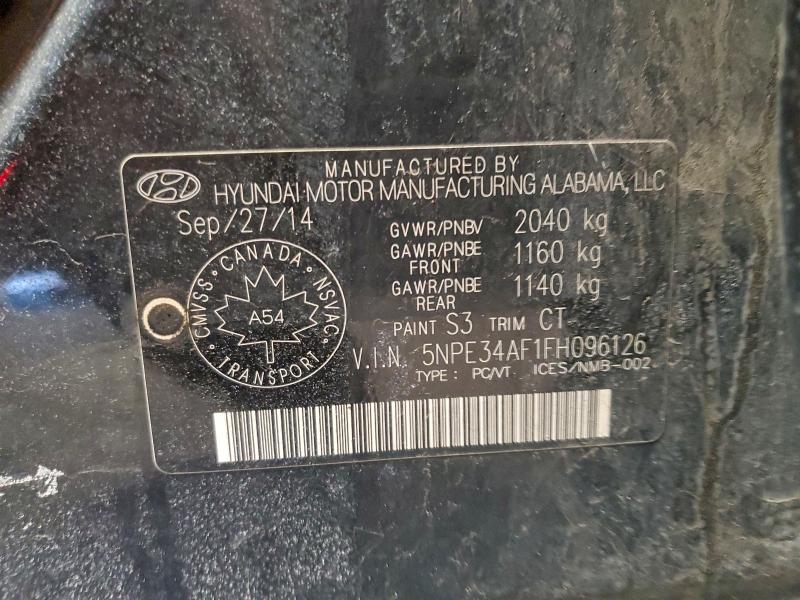 MANUFACTURED BY
HYUNDAI MOTOR MANUFACTURING ALABAMA, LLC
Sep/27/14
GVWR/PNBV 2040 kg
GAWR/PNBE FRONT 1160 kg
GAWR/PNBE REAR 1140 kg
CANADA
CMVSS
NSVAC
A54
TRANSPORT
PAINT S3 TRIM CT
V.I.N. 5NPE34AF1FH096126
TYPE : PC/VT ICES/NMB-002